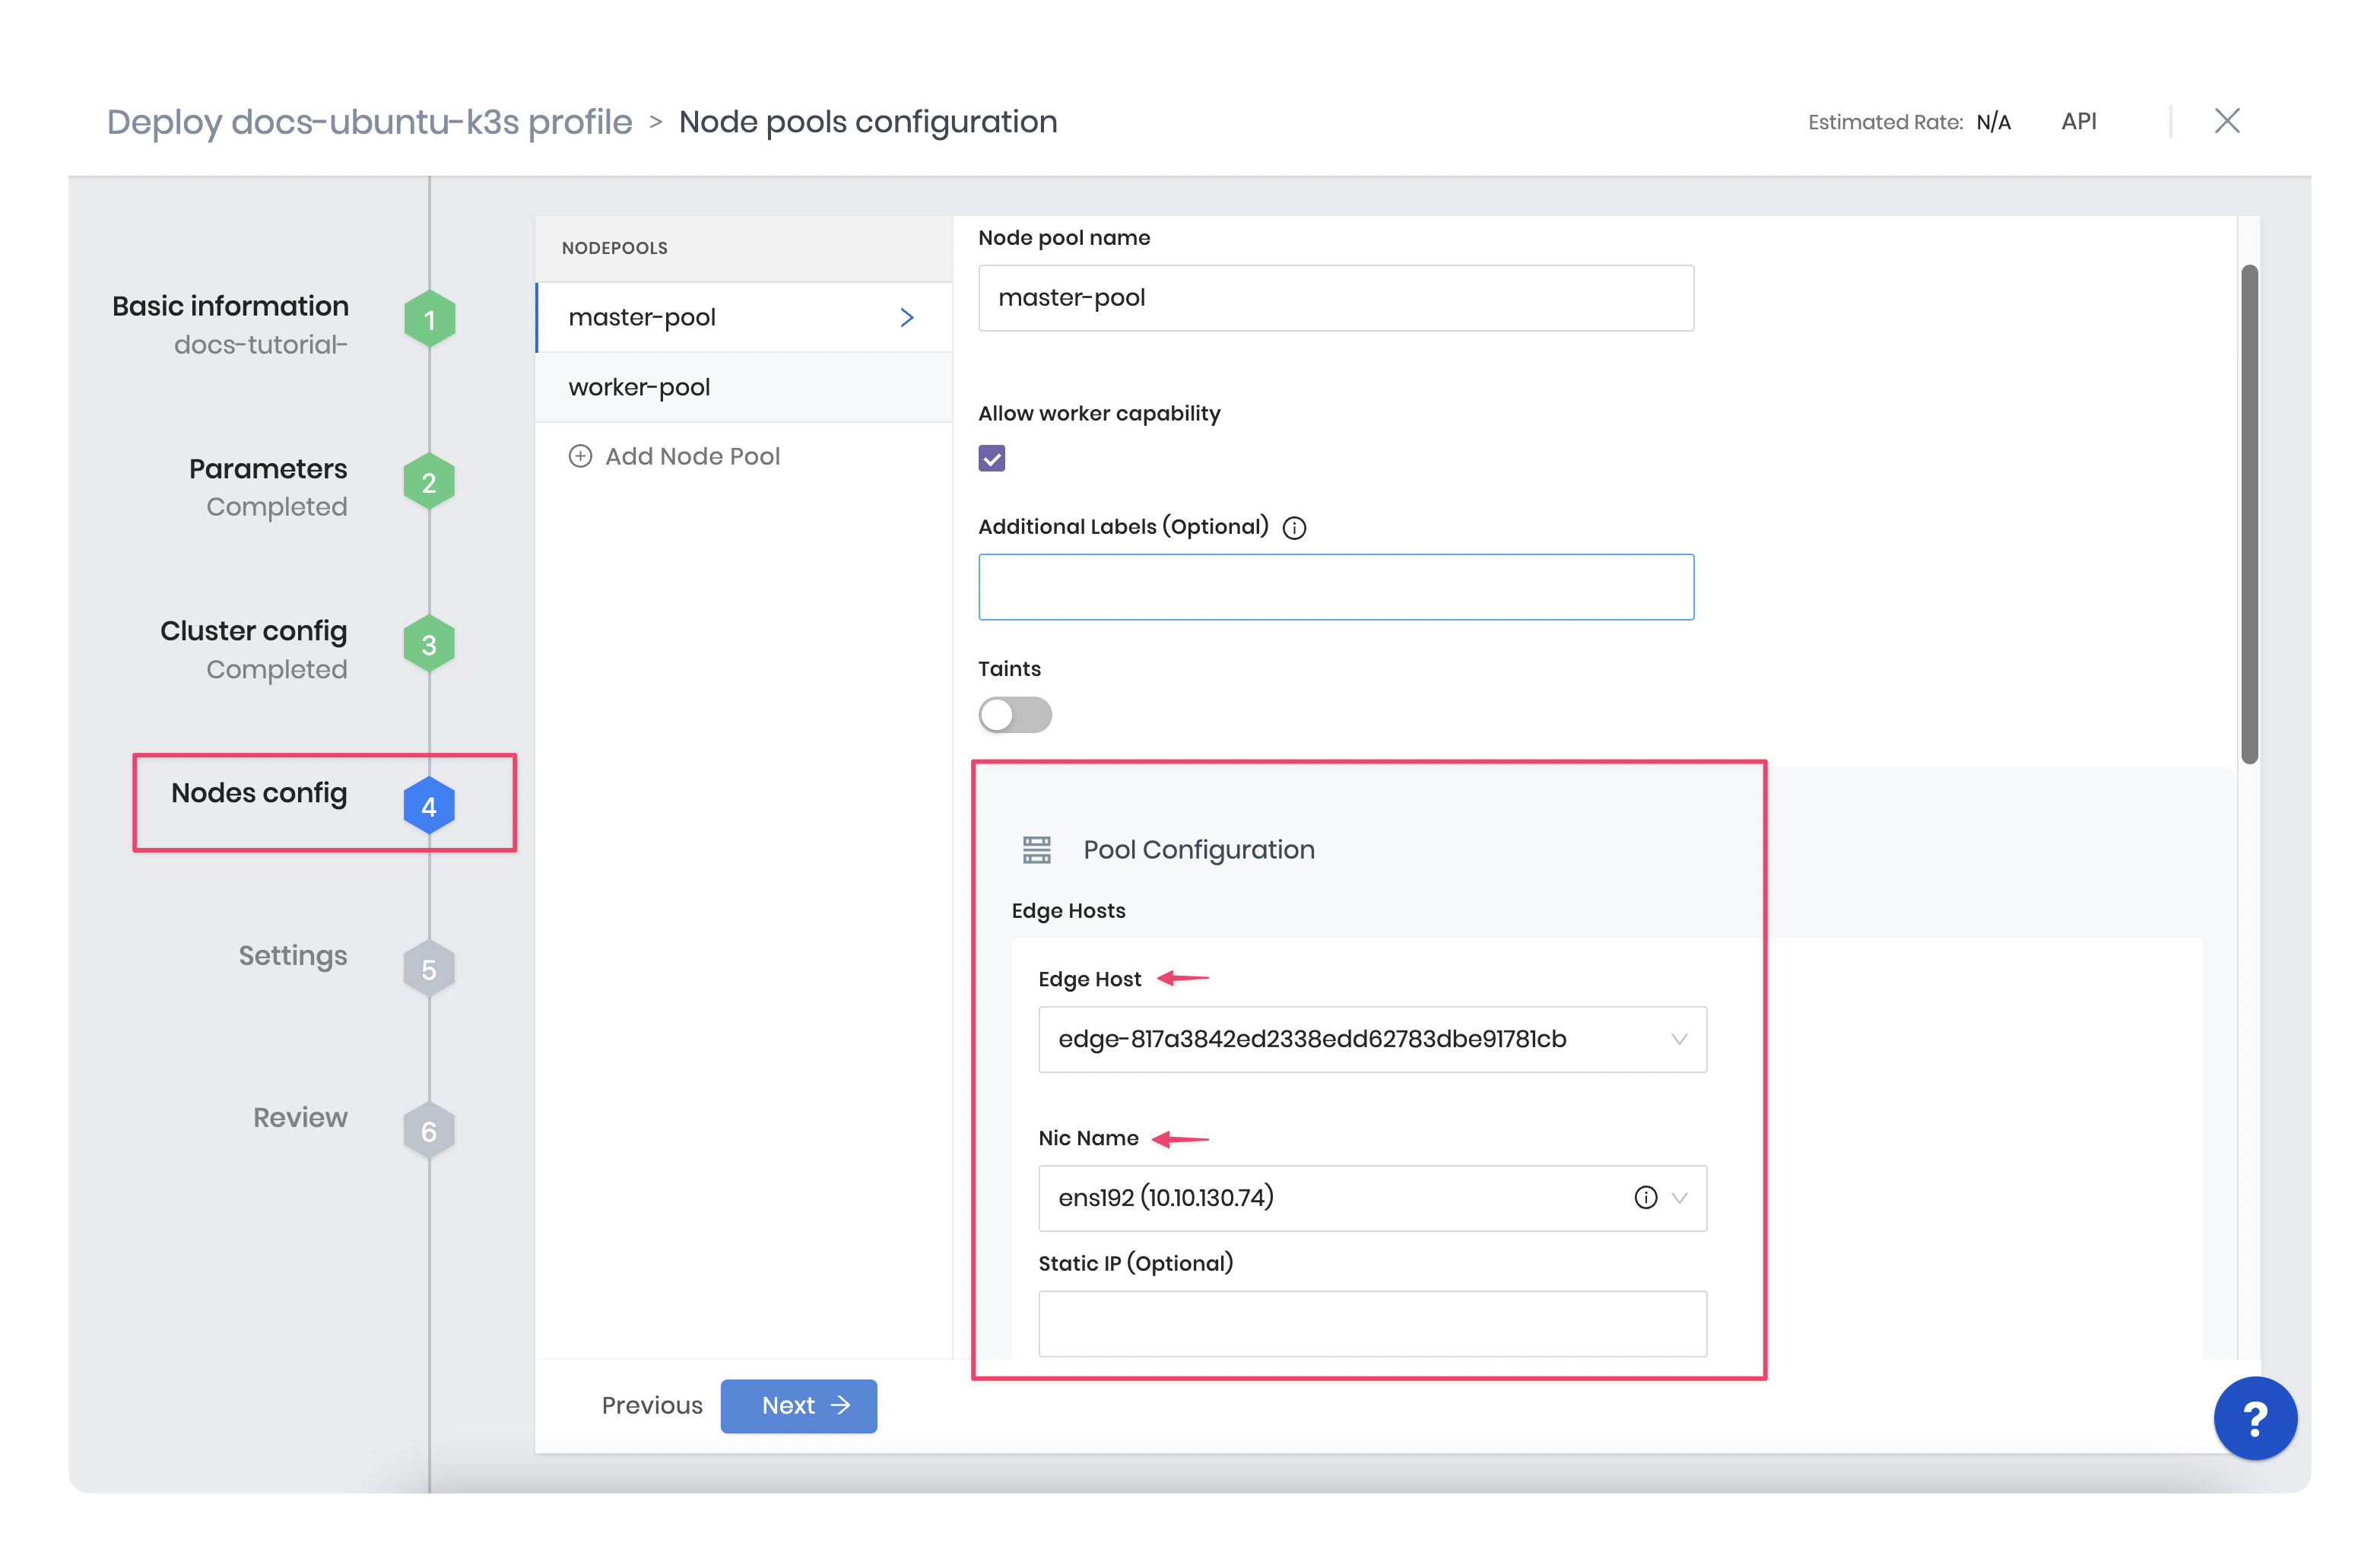 Deploy docs-ubuntu-k3s profile > Node pools configuration
Estimated Rate: N/A API
Basic information
docs-tutorial-
1
Parameters
Completed
2
Cluster config
Completed
3
Nodes config
4
Settings
5
Review
6
NODEPOOLS
master-pool
worker-pool
Add Node Pool
Node pool name
master-pool
Allow worker capability
Additional Labels (Optional)
Taints
Pool Configuration
Edge Hosts
Edge Host
edge-817a3842ed2338edd62783dbe91781cb
Nic Name
ens192 (10.10.130.74)
Static IP (Optional)
Previous
Next
?